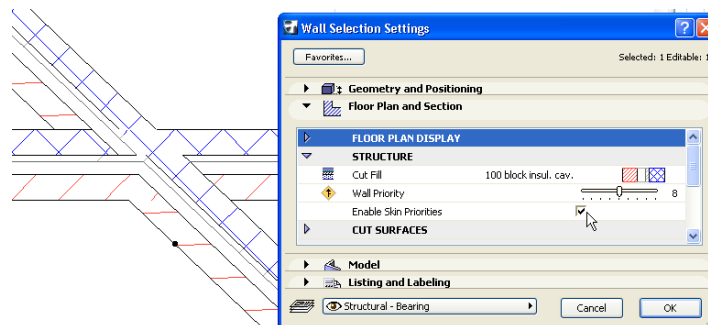 Wall Selection Settings
Favorites...
Selected: 1 Editable: 1
Geometry and Positioning
Floor Plan and Section
FLOOR PLAN DISPLAY
STRUCTURE
Cut Fill 100 block insul. cav.
Wall Priority 8
Enable Skin Priorities
CUT SURFACES
Model
Listing and Labeling
Structural - Bearing
Cancel
OK